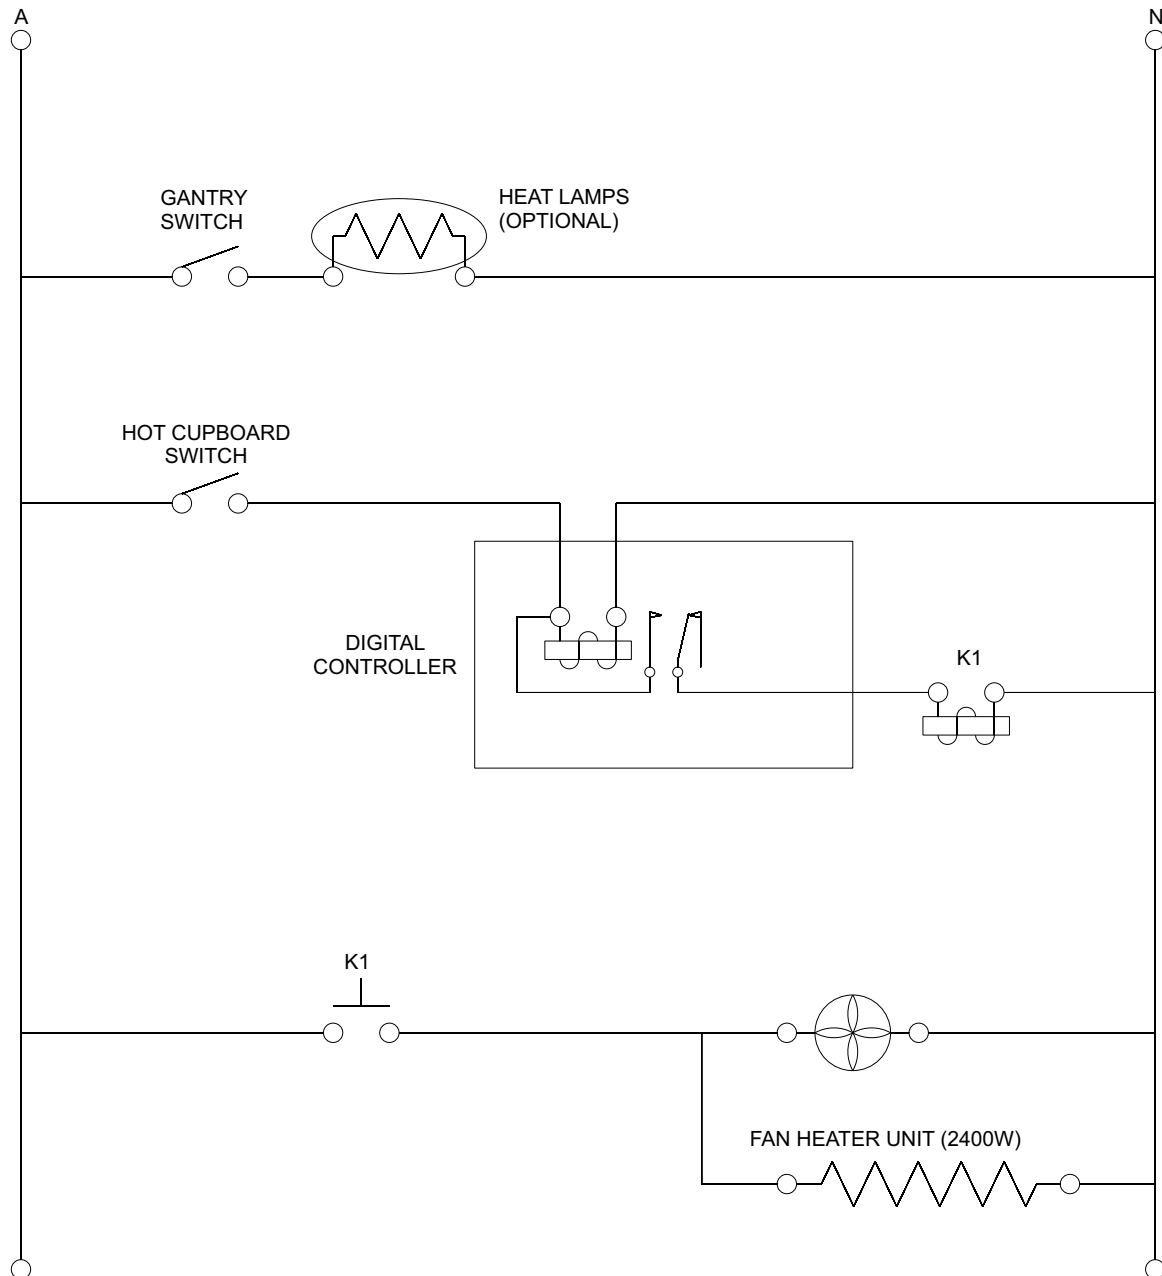 A
N
GANTRY
SWITCH
HEAT LAMPS
(OPTIONAL)
HOT CUPBOARD
SWITCH
DIGITAL
CONTROLLER
K1
K1
FAN HEATER UNIT (2400W)